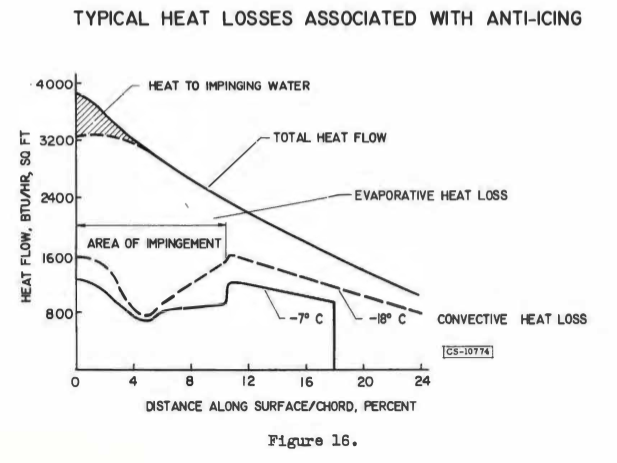 TYPICAL HEAT LOSSES ASSOCIATED WITH ANTI-ICING
4000
HEAT TO IMPINGING WATER
3200
TOTAL HEAT FLOW
2400
EVAPORATIVE HEAT LOSS
AREA OF IMPINGEMENT
1600
800
-7° C
-18° C
CONVECTIVE HEAT LOSS
CS-10774
HEAT FLOW, BTU/HR, SQ FT
0 4 8 12 16 20 24
DISTANCE ALONG SURFACE/CHORD, PERCENT
Figure 16.